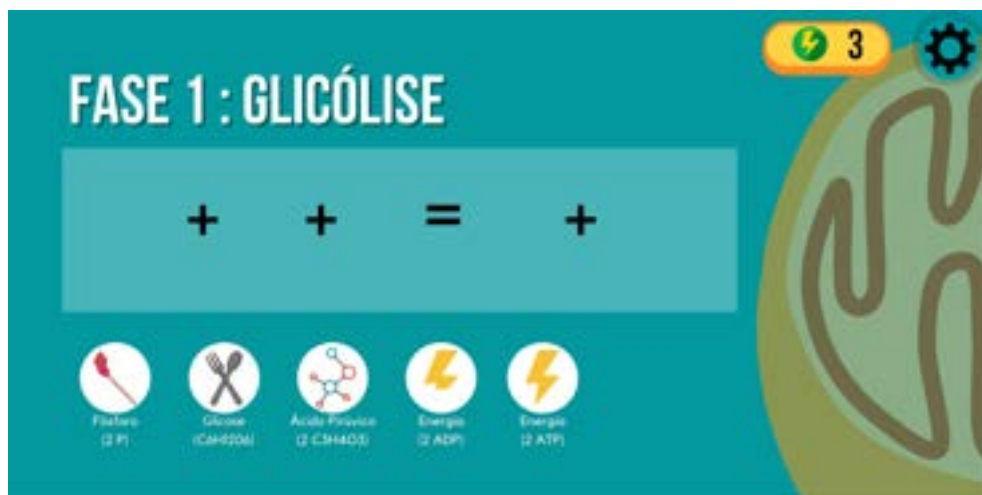 3
FASE 1 : GLICÓLISE
+ + = +
Fósforo
(2 P)
Glicose
(C6H12O6)
Ácido Pirúvico
(2 C3H4O3)
Energia
(2 ADP)
Energia
(2 ATP)